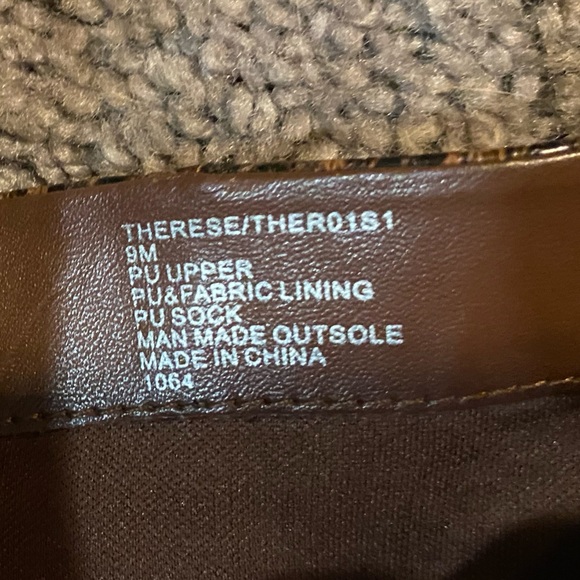 THERESE/THER01S1
9M
PU UPPER
PU&FABRIC LINING
PU SOCK
MAN MADE OUTSOLE
MADE IN CHINA
1064